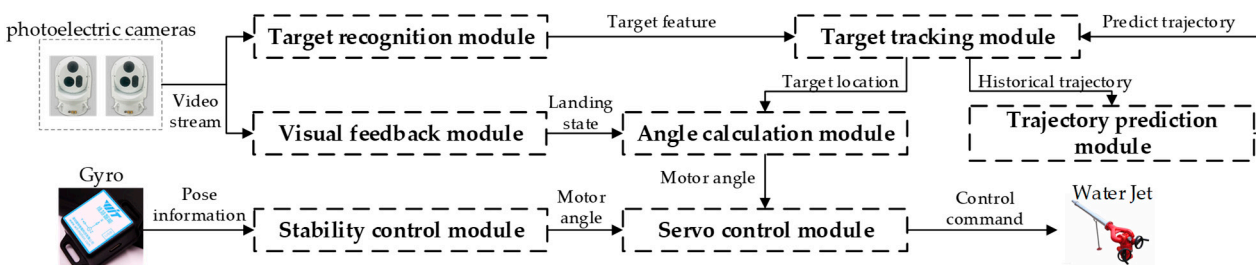 photoelectric cameras
Target recognition module
Target feature
Target tracking module
Predict trajectory
Video
stream
Target location
Historical trajectory
Visual feedback module
Landing
state
Angle calculation module
Trajectory prediction
module
Gyro
Pose
information
Motor angle
Stability control module
Motor
angle
Servo control module
Control
command
Water Jet